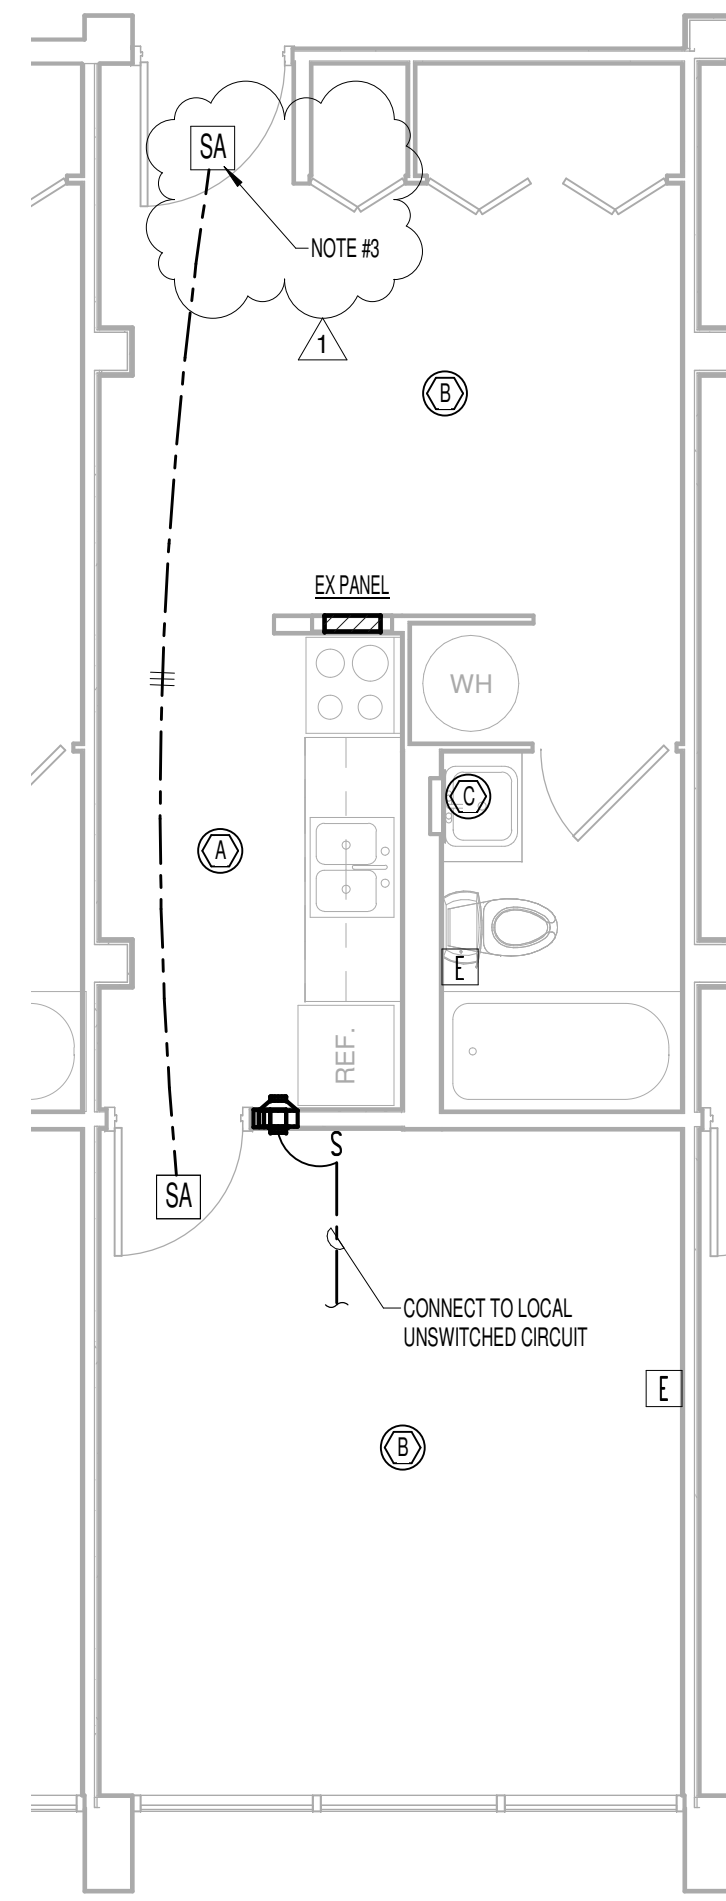 SA
NOTE #3
1
B
EX PANEL
WH
C
A
E
REF.
S
SA
CONNECT TO LOCAL
UNSWITCHED CIRCUIT
E
B